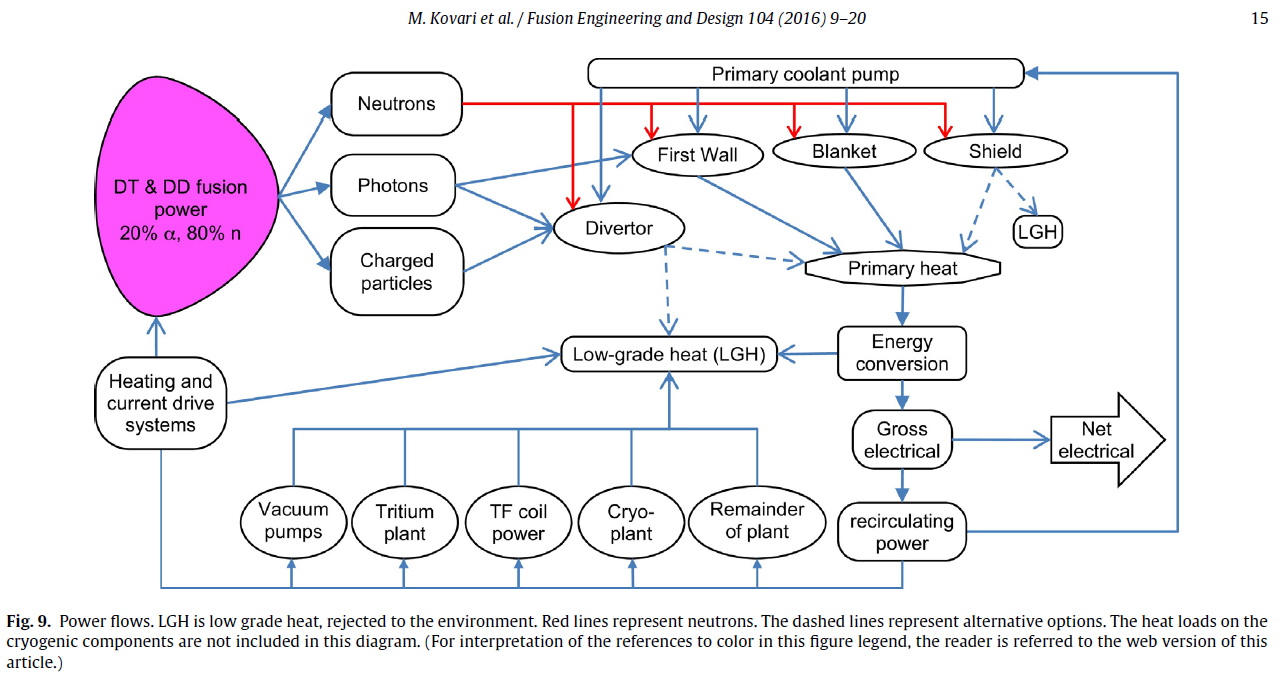 M. Kovari et al. / Fusion Engineering and Design 104 (2016) 9–20
15
Primary coolant pump
Neutrons
First Wall
Blanket
Shield
DT & DD fusion
power
20% α, 80% n
Photons
Divertor
LGH
Charged
particles
Primary heat
Low-grade heat (LGH)
Energy
conversion
Heating and
current drive
systems
Gross
electrical
Net
electrical
Vacuum
pumps
Tritium
plant
TF coil
power
Cryo-
plant
Remainder
of plant
recirculating
power
Fig. 9. Power flows. LGH is low grade heat, rejected to the environment. Red lines represent neutrons. The dashed lines represent alternative options. The heat loads on the
cryogenic components are not included in this diagram. (For interpretation of the references to color in this figure legend, the reader is referred to the web version of this
article.)